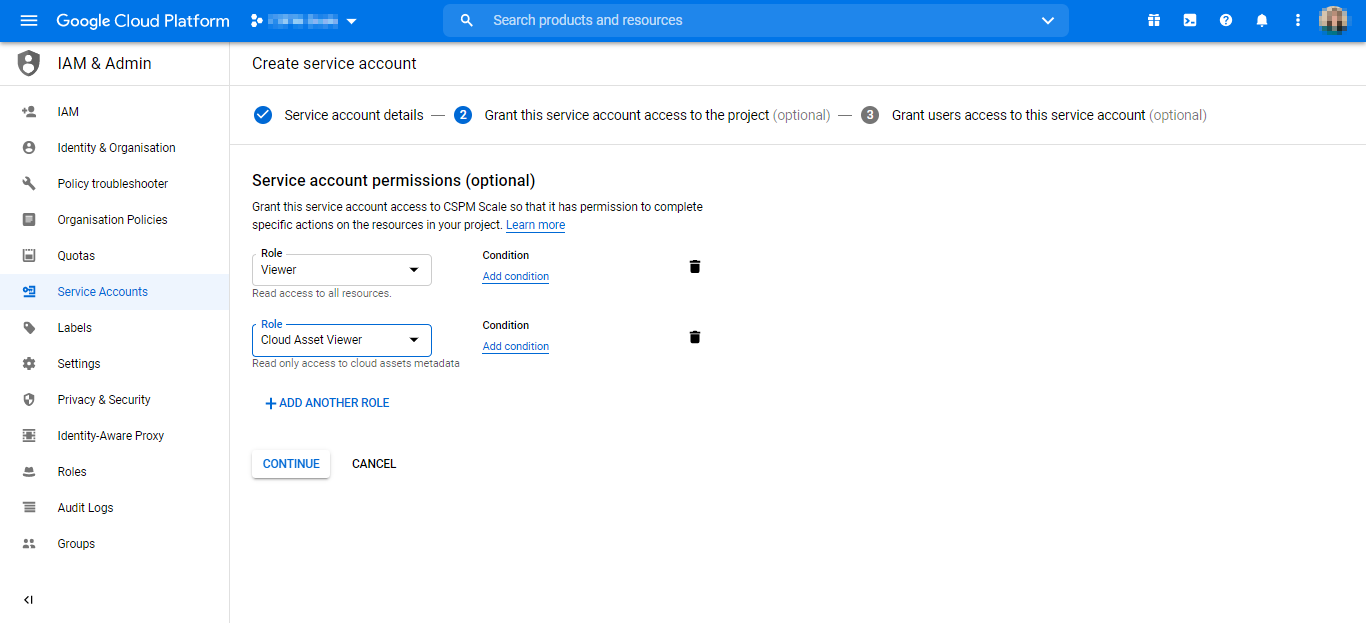 Google Cloud Platform
Search products and resources
IAM & Admin
Create service account
IAM
Identity & Organisation
Policy troubleshooter
Organisation Policies
Quotas
Service Accounts
Labels
Settings
Privacy & Security
Identity-Aware Proxy
Roles
Audit Logs
Groups
Service account details — 2 Grant this service account access to the project (optional) — 3 Grant users access to this service account (optional)
Service account permissions (optional)
Grant this service account access to CSPM Scale so that it has permission to complete
specific actions on the resources in your project. Learn more
Role
Viewer
Read access to all resources.
Condition
Add condition
Role
Cloud Asset Viewer
Read only access to cloud assets metadata
Condition
Add condition
+ ADD ANOTHER ROLE
CONTINUE CANCEL